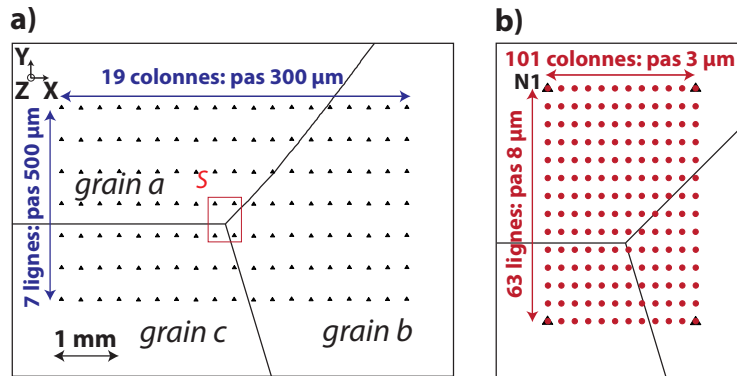 a)
Y
Z X
19 colonnes: pas 300 µm
7 lignes: pas 500 µm
grain a
S
1 mm
grain c
grain b
b)
101 colonnes: pas 3 µm
N1
63 lignes: pas 8 µm